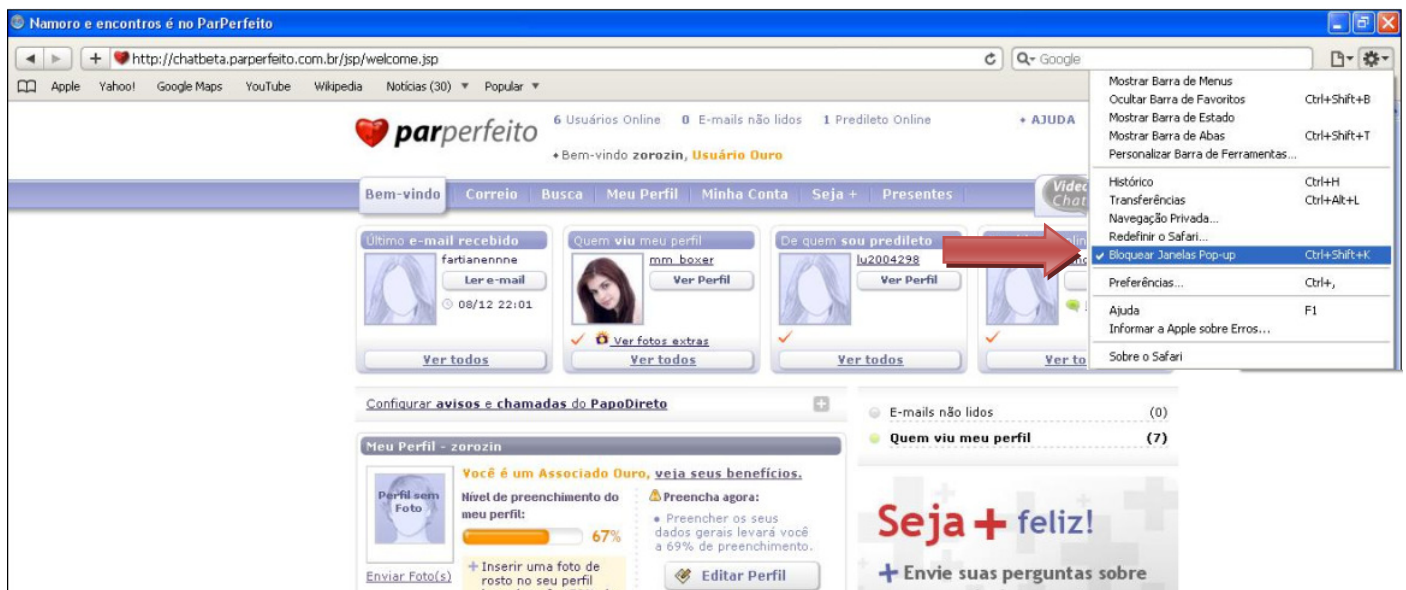 Namoro e encontros é no ParPerfeito
http://chatbeta.parperfeito.com.br/jsp/welcome.jsp
Google
Apple Yahoo! Google Maps YouTube Wikipedia Notícias (30) Popular
Mostrar Barra de Menus
Ocultar Barra de Favoritos Ctrl+Shift+B
Mostrar Barra de Estado
Mostrar Barra de Abas Ctrl+Shift+T
Personalizar Barra de Ferramentas...
Histórico Ctrl+H
Transferências Ctrl+Alt+L
Navegação Privada...
Redefinir o Safari...
Bloquear Janelas Pop-up Ctrl+Shift+K
Preferências... Ctrl+,
Ajuda F1
Informar a Apple sobre Erros...
Sobre o Safari
parperfeito
6 Usuários Online 0 E-mails não lidos 1 Predileto Online
AJUDA
Bem-vindo zorozin, Usuário Ouro
Bem-vindo Correio Busca Meu Perfil Minha Conta Seja + Presentes
Último e-mail recebido
fartianennne
Ler e-mail
08/12 22:01
Ver todos
Quem viu meu perfil
mm_boxer
Ver Perfil
Ver fotos extras
Ver todos
De quem sou predileto
lu2004298
Ver Perfil
Ver todos
Configurar avisos e chamadas do PapoDireto
E-mails não lidos (0)
Quem viu meu perfil (7)
Meu Perfil - zorozin
Você é um Associado Ouro, veja seus benefícios.
Perfil sem
Foto
Enviar Foto(s)
Nível de preenchimento do
meu perfil:
67%
+ Inserir uma foto de
rosto no seu perfil
Preencha agora:
• Preencher os seus
dados gerais levará você
a 69% de preenchimento.
Editar Perfil
Seja + feliz!
+ Envie suas perguntas sobre